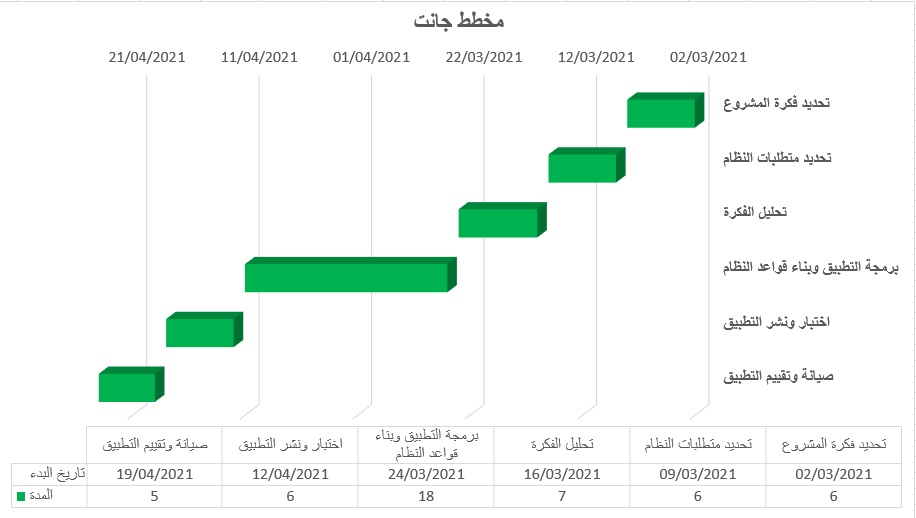 مخطط جانت
02/03/2021 12/03/2021 22/03/2021 01/04/2021 11/04/2021 21/04/2021
تحديد فكرة المشروع
تحديد متطلبات النظام
تحليل الفكرة
برمجة التطبيق وبناء قواعد النظام
اختبار ونشر التطبيق
صيانة وتقييم التطبيق
تحديد فكرة المشروع تحديد متطلبات النظام تحليل الفكرة برمجة التطبيق وبناء اختبار ونشر التطبيق صيانة وتقييم التطبيق
قواعد النظام
02/03/2021 09/03/2021 16/03/2021 24/03/2021 12/04/2021 19/04/2021 تاريخ البدء
6 6 7 18 6 5 المدة